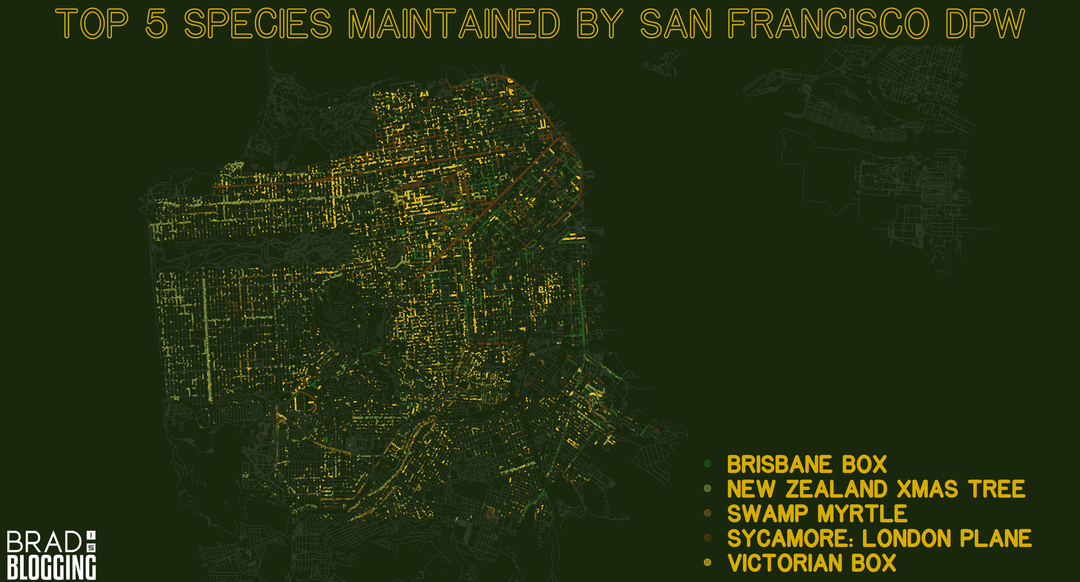 TOP 5 SPECIES MAINTAINED BY SAN FRANCISCO DPW
BRISBANE BOX
NEW ZEALAND XMAS TREE
SWAMP MYRTLE
SYCAMORE: LONDON PLANE
VICTORIAN BOX
BRAD IS
BLOGGING